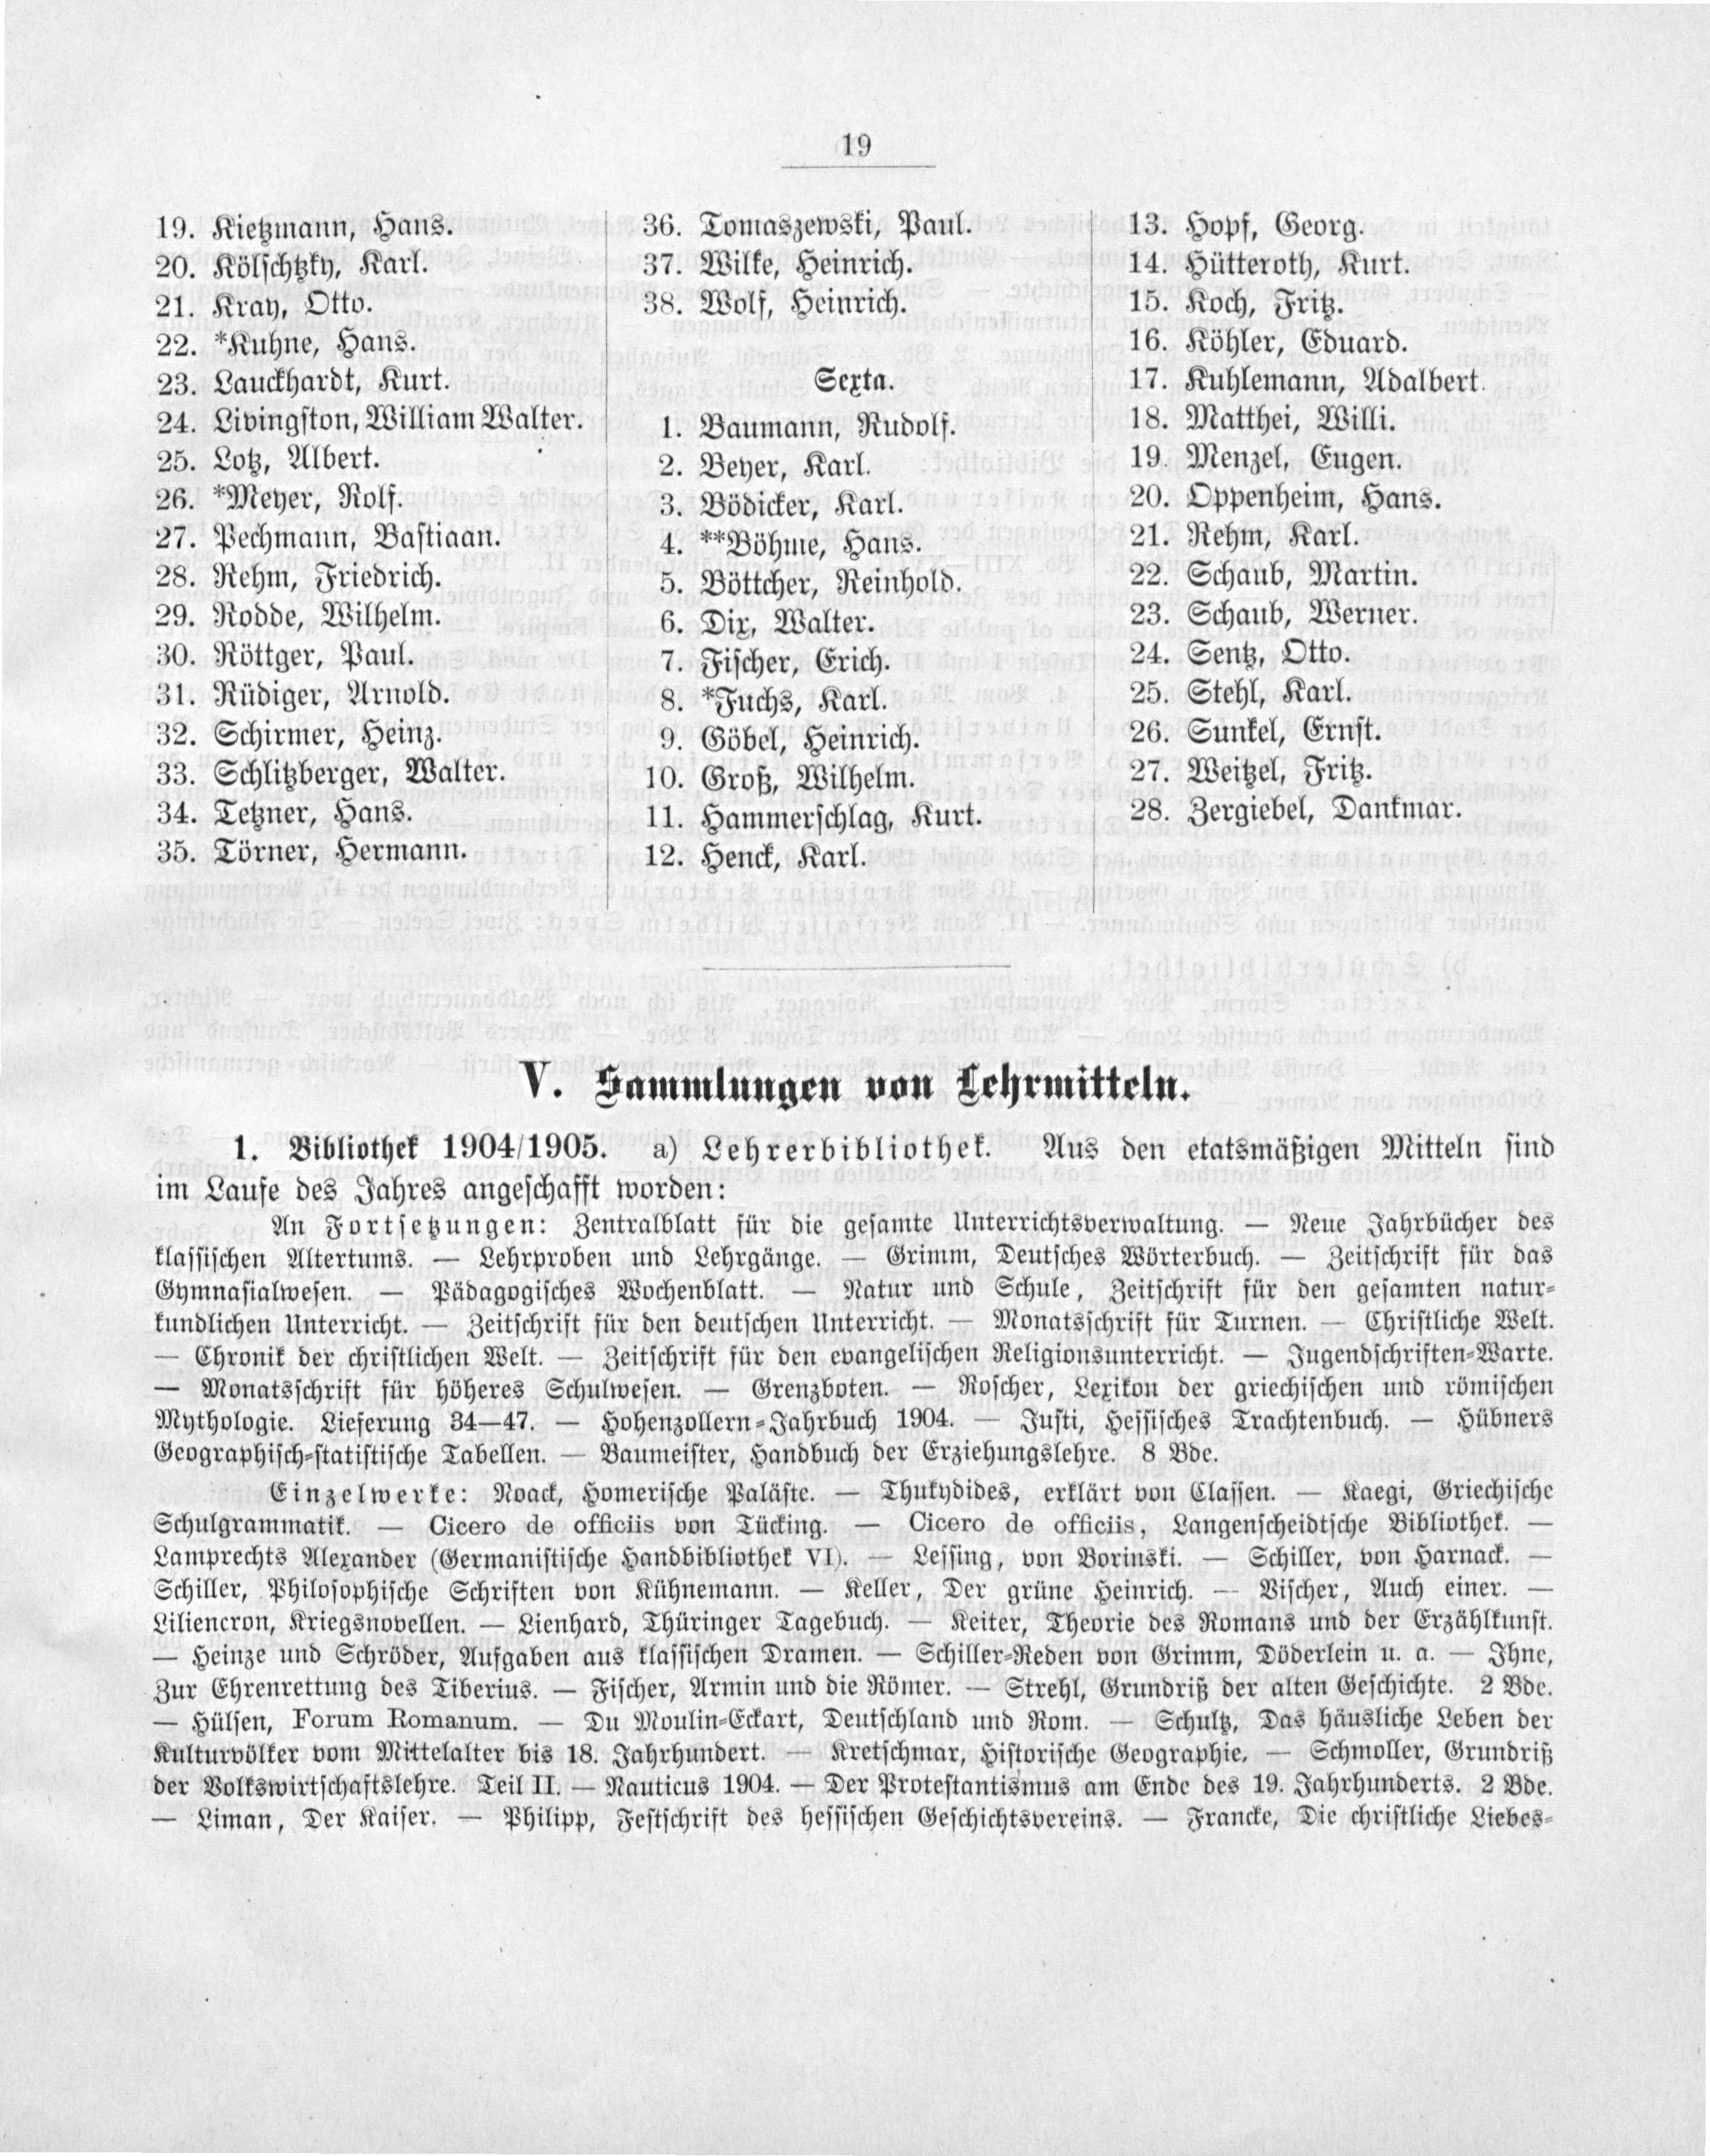 19
19. Kietzmann, Hans.
20. Kölschtzky, Karl.
21. Kray, Otto.
22. *Kuhne, Hans.
23. Lauckhardt, Kurt.
24. Livingston, William Walter.
25. Lotz, Albert.
26. *Meyer, Rolf.
27. Pechmann, Bastiaan.
28. Rehm, Friedrich.
29. Rodde, Wilhelm.
30. Röttger, Paul.
31. Rüdiger, Arnold.
32. Schirmer, Heinz.
33. Schlitzberger, Walter.
34. Tetzner, Hans.
35. Törner, Hermann.
36. Tomaszewski, Paul.
37. Wilke, Heinrich.
38. Wolf, Heinrich.
Sexta.
1. Baumann, Rudolf.
2. Beyer, Karl.
3. Bödicker, Karl.
4. **Böhme, Hans.
5. Böttcher, Reinhold.
6. Dix, Walter.
7. Fischer, Erich.
8. *Fuchs, Karl.
9. Göbel, Heinrich.
10. Groß, Wilhelm.
11. Hammerschlag, Kurt.
12. Henck, Karl.
13. Hopf, Georg.
14. Hütteroth, Kurt.
15. Koch, Fritz.
16. Köhler, Eduard.
17. Kuhlemann, Adalbert.
18. Matthei, Willi.
19. Menzel, Eugen.
20. Oppenheim, Hans.
21. Rehm, Karl.
22. Schaub, Martin.
23. Schaub, Werner.
24. Sentz, Otto.
25. Stehl, Karl.
26. Sunkel, Ernst.
27. Weitzel, Fritz.
28. Zergiebel, Dankmar.
V. Sammlungen von Lehrmitteln.
1. Bibliothek 1904/1905. a) Lehrerbibliothek. Aus den etatsmäßigen Mitteln sind
im Laufe des Jahres angeschafft worden:
An Fortsetzungen: Zentralblatt für die gesamte Unterrichtsverwaltung. — Neue Jahrbücher des
klassischen Altertums. — Lehrproben und Lehrgänge. — Grimm, Deutsches Wörterbuch. — Zeitschrift für das
Gymnasialwesen. — Pädagogisches Wochenblatt. — Natur und Schule, Zeitschrift für den gesamten natur-
kundlichen Unterricht. — Zeitschrift für den deutschen Unterricht. — Monatsschrift für Turnen. — Christliche Welt.
— Chronik der christlichen Welt. — Zeitschrift für den evangelischen Religionsunterricht. — Jugendschriften-Warte.
— Monatsschrift für höheres Schulwesen. — Grenzboten. — Roscher, Lexikon der griechischen und römischen
Mythologie. Lieferung 34—47. — Hohenzollern-Jahrbuch 1904. — Justi, Hessisches Trachtenbuch. — Hübners
Geographisch-statistische Tabellen. — Baumeister, Handbuch der Erziehungslehre. 8 Bde.
Einzelwerke: Noack, Homerische Paläste. — Thukydides, erklärt von Classen. — Kaegi, Griechische
Schulgrammatik. — Cicero de officiis von Tücking. — Cicero de officiis, Langenscheidtsche Bibliothek. —
Lamprechts Alexander (Germanistische Handbibliothek VI). — Lessing, von Borinski. — Schiller, von Harnack. —
Schiller, Philosophische Schriften von Kühnemann. — Keller, Der grüne Heinrich. — Vischer, Auch einer. —
Liliencron, Kriegsnovellen. — Lienhard, Thüringer Tagebuch. — Keiter, Theorie des Romans und der Erzählkunst.
— Heinze und Schröder, Aufgaben aus klassischen Dramen. — Schiller-Reden von Grimm, Döderlein u. a. — Ihne,
Zur Ehrenrettung des Tiberius. — Fischer, Armin und die Römer. — Strehl, Grundriß der alten Geschichte. 2 Bde.
— Hülsen, Forum Romanum. — Du Moulin-Eckart, Deutschland und Rom. — Schultz, Das häusliche Leben der
Kulturvölker vom Mittelalter bis 18. Jahrhundert. — Kretschmar, Historische Geographie. — Schmoller, Grundriß
der Volkswirtschaftslehre. Teil II. — Nauticus 1904. — Der Protestantismus am Ende des 19. Jahrhunderts. 2 Bde.
— Liman, Der Kaiser. — Philipp, Festschrift des hessischen Geschichtsvereins. — Francke, Die christliche Liebes-